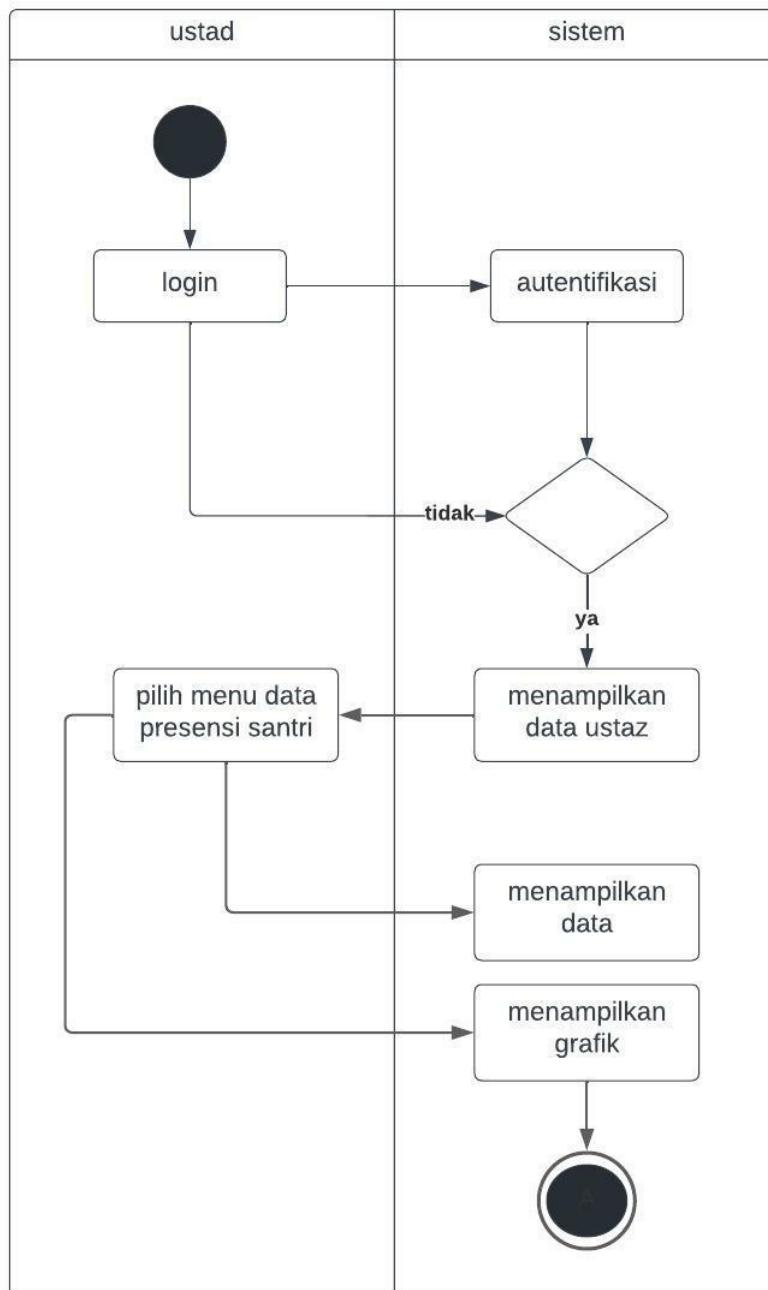 ustad
sistem
login
autentifikasi
tidak
ya
pilih menu data
presensi santri
menampilkan
data ustaz
menampilkan
data
menampilkan
grafik
A